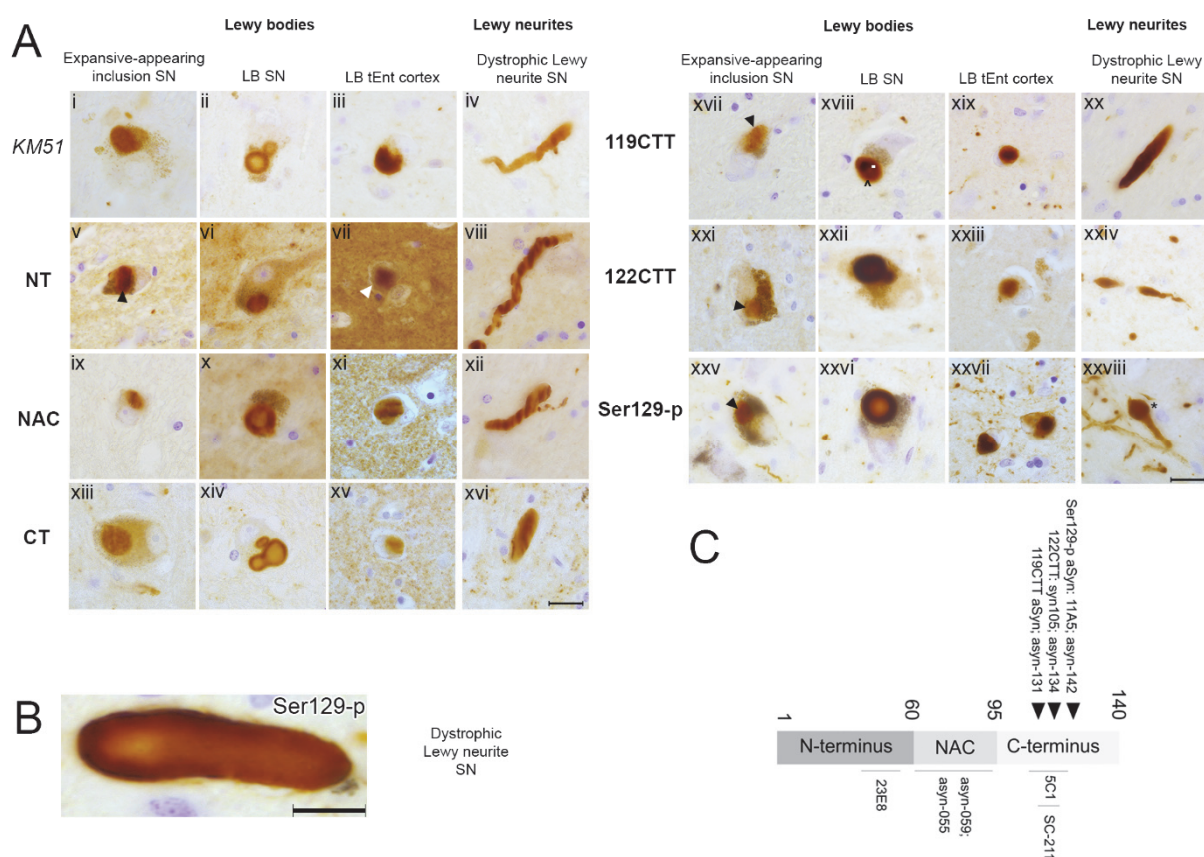 A
Lewy bodies
Lewy neurites
Expansive-appearing
inclusion SN
LB SN
LB tEnt cortex
Dystrophic Lewy
neurite SN
KM51
i
ii
iii
iv
NT
v
vi
vii
viii
NAC
ix
x
xi
xii
CT
xiii
xiv
xv
xvi
Lewy bodies
Lewy neurites
Expansive-appearing
inclusion SN
LB SN
LB tEnt cortex
Dystrophic Lewy
neurite SN
119CTT
xvii
xviii
xix
xx
122CTT
xxi
xxii
xxiii
xxiv
Ser129-p
xxv
xxvi
xxvii
xxviii
*
B
Ser129-p
Dystrophic
Lewy neurite
SN
C
Ser129-p aSyn: 11A5; asyn-142
122CTT: syn105; asyn-134
119CTT aSyn; asyn-131
1
60
95
140
N-terminus
NAC
C-terminus
23E8
asyn-059;
asyn-055
5C1
SC-211